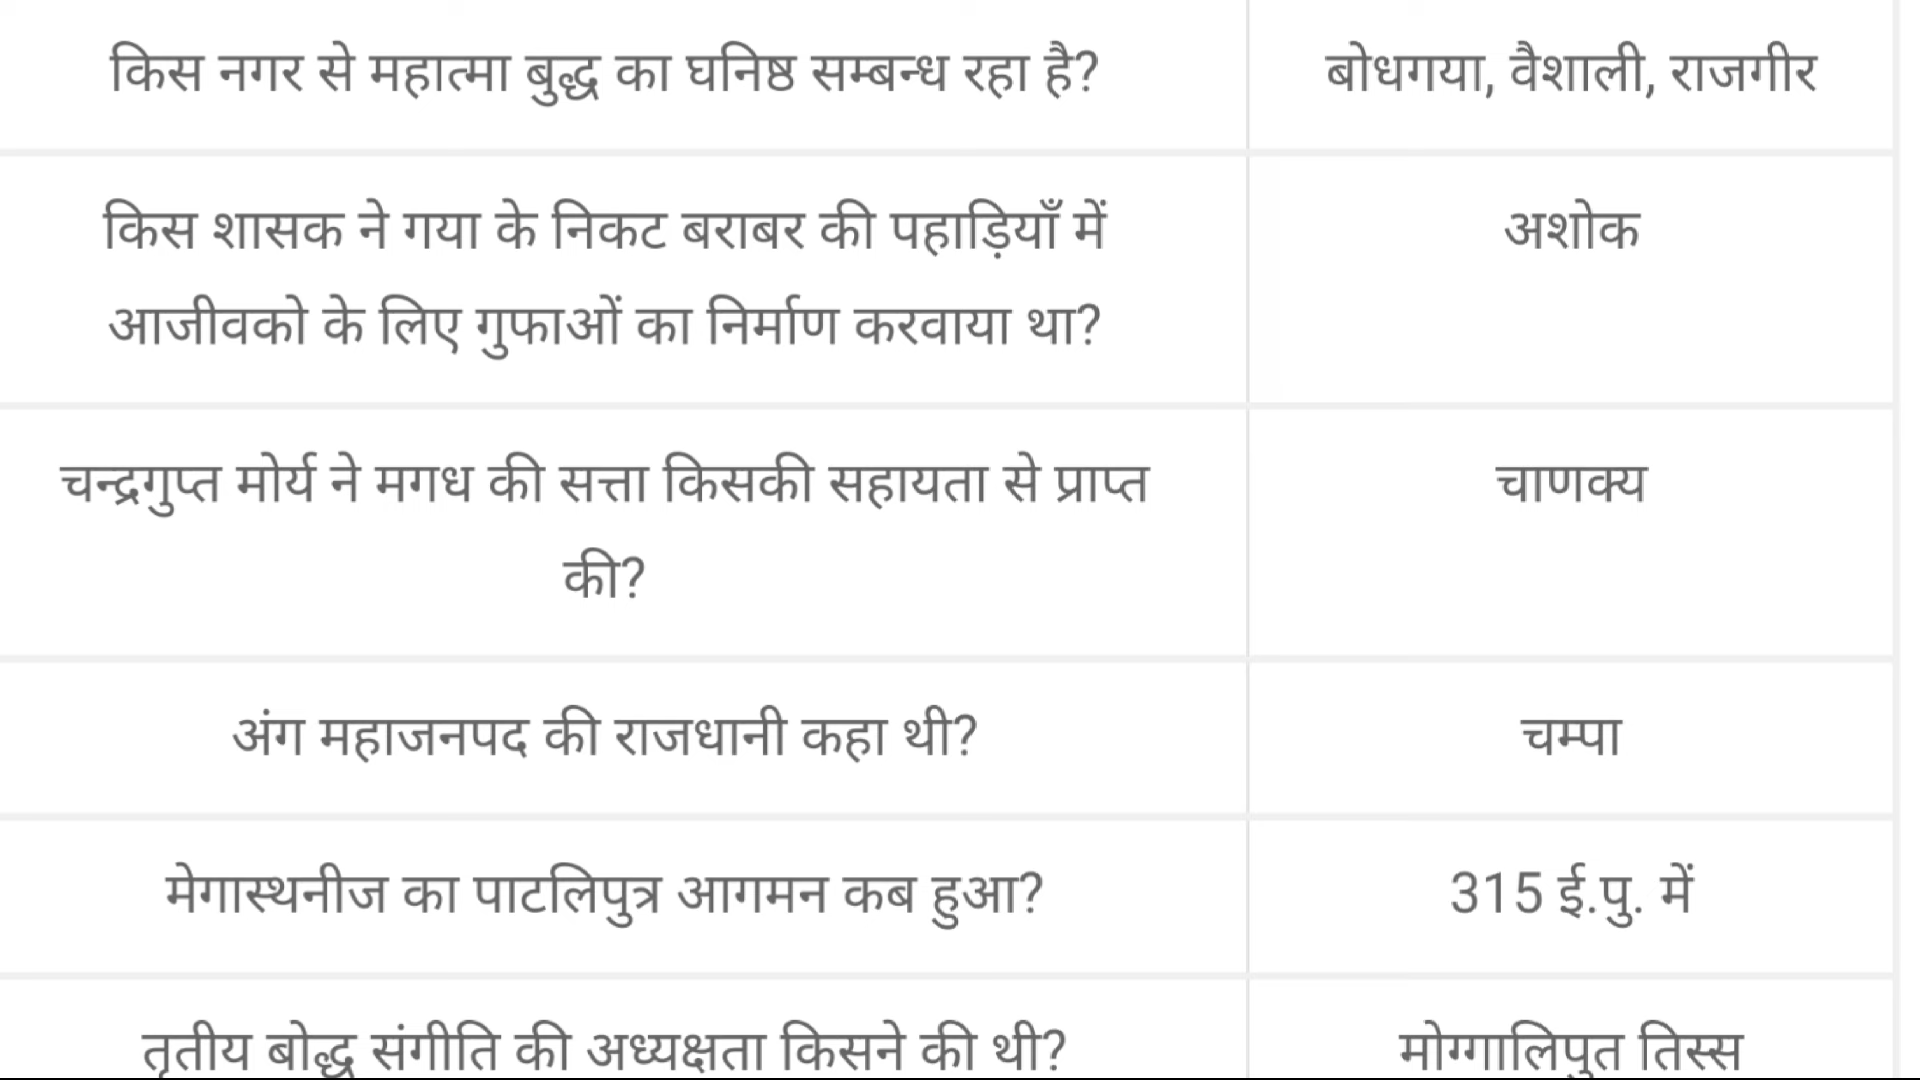 किस नगर से महात्मा बुद्ध का घनिष्ठ सम्बन्ध रहा है?
बोधगया, वैशाली, राजगीर
किस शासक ने गया के निकट बराबर की पहाड़ियाँ में
आजीवको के लिए गुफाओं का निर्माण करवाया था?
अशोक
चन्द्रगुप्त मोर्य ने मगध की सत्ता किसकी सहायता से प्राप्त
की?
चाणक्य
अंग महाजनपद की राजधानी कहा थी?
चम्पा
मेगास्थनीज का पाटलिपुत्र आगमन कब हुआ?
315 ई.पु. में
तृतीय बोद्ध संगीति की अध्यक्षता किसने की थी?
मोग्गालिपुत तिस्स